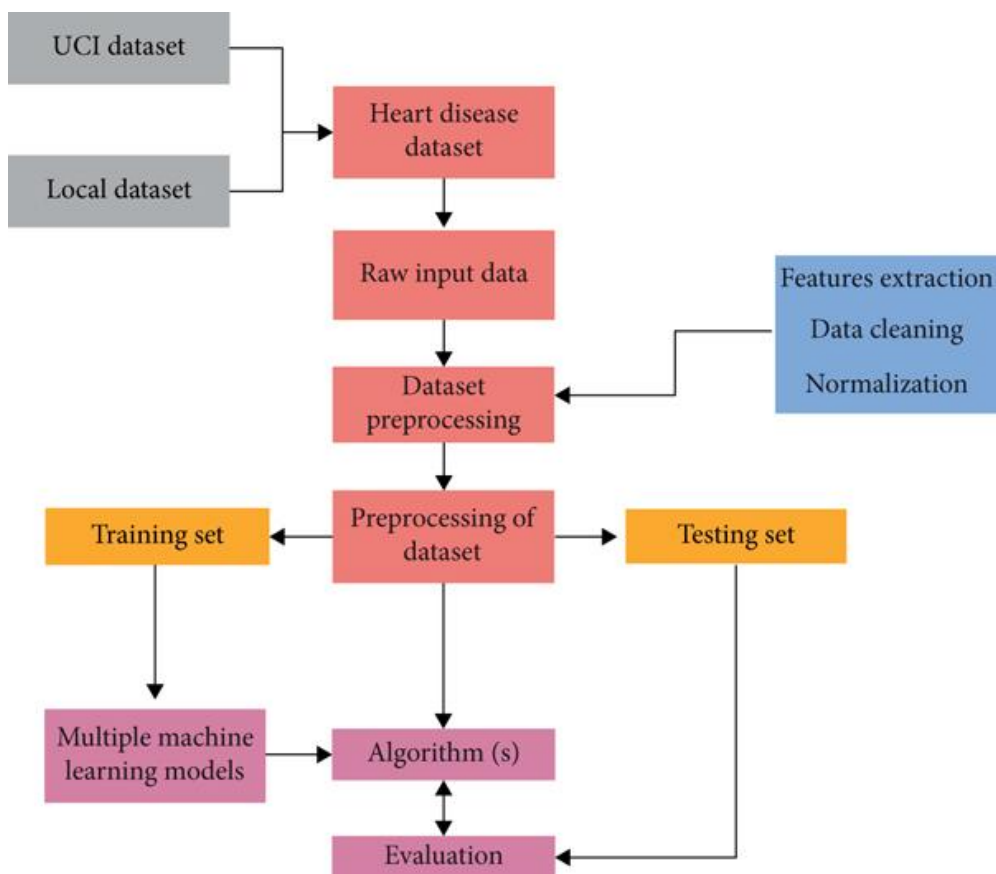 UCI dataset
Local dataset
Heart disease
dataset
Raw input data
Features extraction
Data cleaning
Normalization
Dataset
preprocessing
Training set
Preprocessing of
dataset
Testing set
Multiple machine
learning models
Algorithm (s)
Evaluation